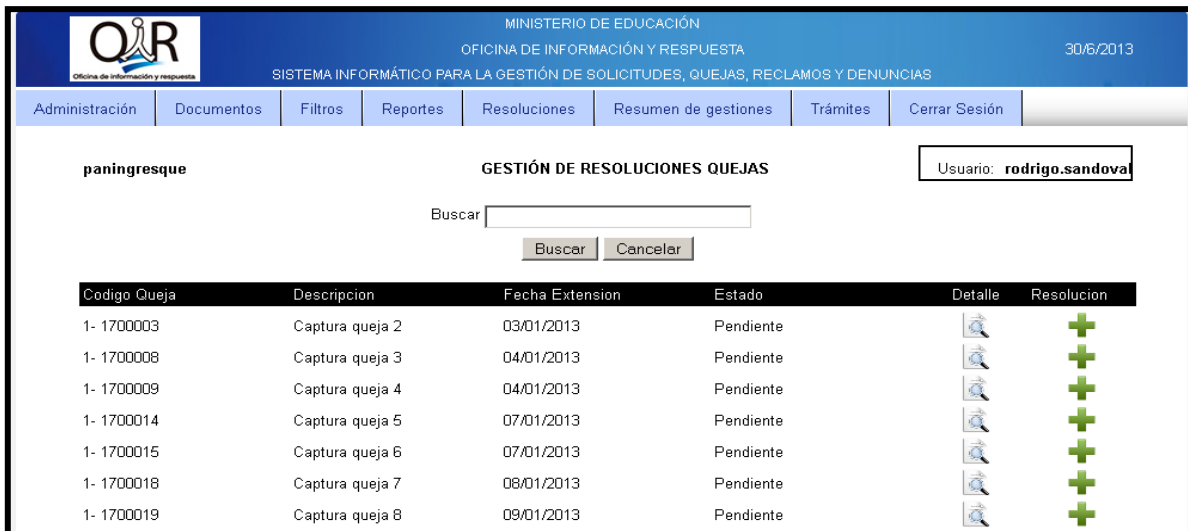 MINISTERIO DE EDUCACIÓN
OIR
OFICINA DE INFORMACIÓN Y RESPUESTA
30/6/2013
Oficina de información y respuesta
SISTEMA INFORMÁTICO PARA LA GESTIÓN DE SOLICITUDES, QUEJAS, RECLAMOS Y DENUNCIAS
Administración Documentos Filtros Reportes Resoluciones Resumen de gestiones Trámites Cerrar Sesión
paningresque GESTIÓN DE RESOLUCIONES QUEJAS Usuario: rodrigo.sandoval
Buscar
Buscar Cancelar
Codigo Queja Descripcion Fecha Extension Estado Detalle Resolucion
1- 1700003 Captura queja 2 03/01/2013 Pendiente
1- 1700008 Captura queja 3 04/01/2013 Pendiente
1- 1700009 Captura queja 4 04/01/2013 Pendiente
1- 1700014 Captura queja 5 07/01/2013 Pendiente
1- 1700015 Captura queja 6 07/01/2013 Pendiente
1- 1700018 Captura queja 7 08/01/2013 Pendiente
1- 1700019 Captura queja 8 09/01/2013 Pendiente